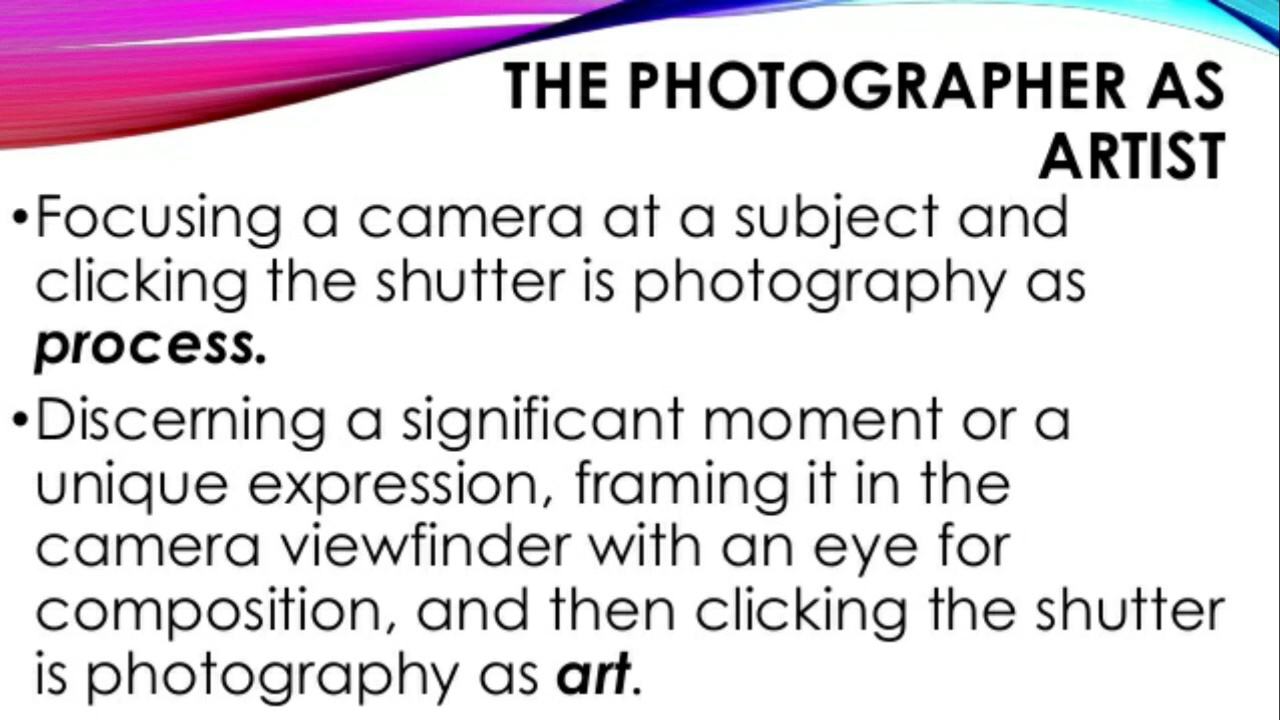 THE PHOTOGRAPHER AS
ARTIST
•Focusing a camera at a subject and
clicking the shutter is photography as
process.
•Discerning a significant moment or a
unique expression, framing it in the
camera viewfinder with an eye for
composition, and then clicking the shutter
is photography as art.